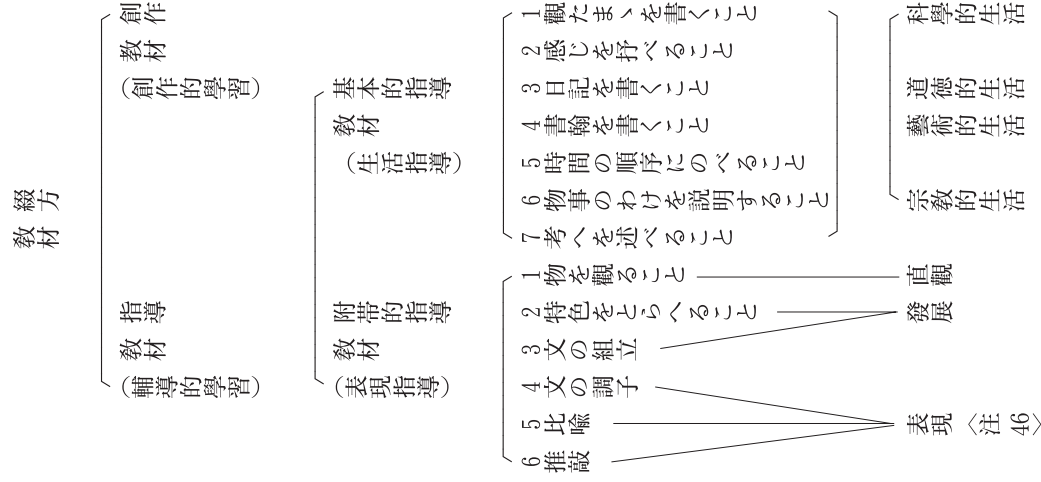 綴方
教材
創作
教材
(創作的學習)
指導
教材
(輔導的學習)
基本的指導
教材
(生活指導)
附帯的指導
教材
(表現指導)
1 觀たまゝを書くこと
2 感じを抒べること
3 日記を書くこと
4 書翰を書くこと
5 時間の順序にのべること
6 物事のわけを説明すること
7 考へを述べること
1 物を觀ること
2 特色をとらへること
3 文の組立
4 文の調子
5 比喩
6 推敲
科學的生活
道徳的生活
藝術的生活
宗教的生活
直觀
發展
表現〈注46〉